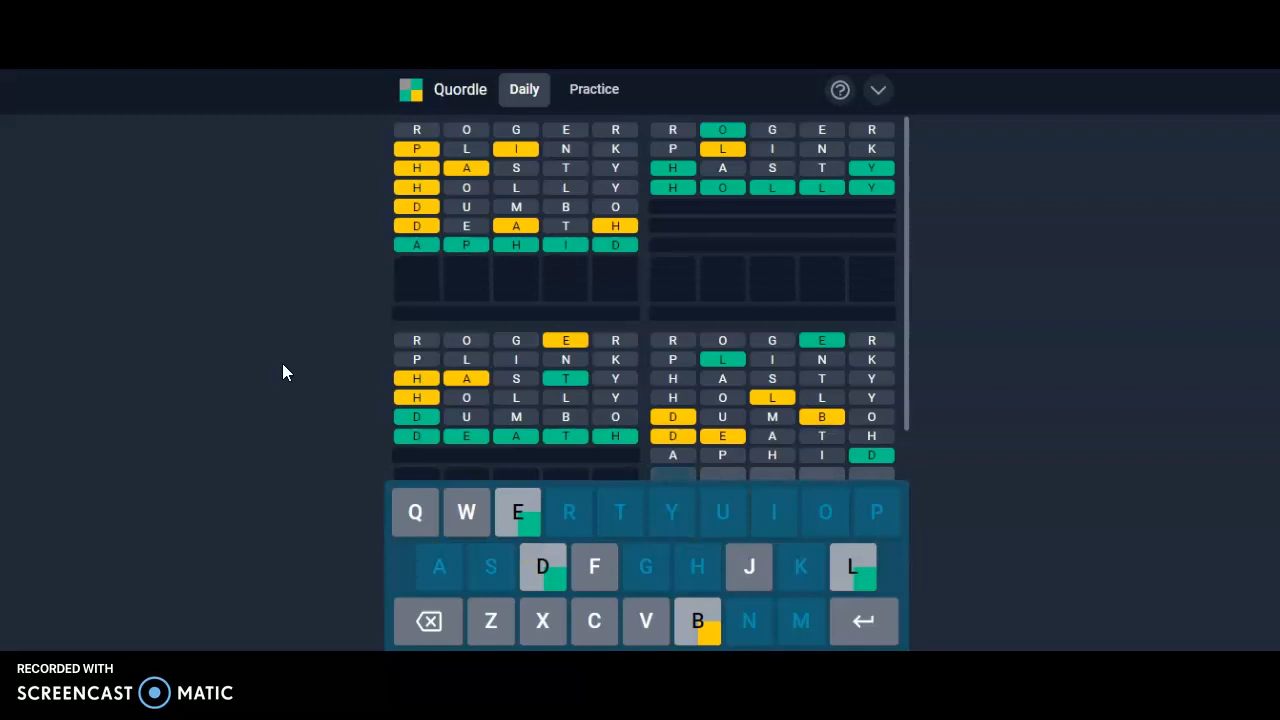 Quordle Daily Practice
R O G E R R O G E R
P L I N K P L I N K
H A S T Y H A S T Y
H O L L Y H O L L Y
D U M B O
D E A T H
A P H I D
R O G E R R O G E R
P L I N K P L I N K
H A S T Y H A S T Y
H O L L Y H O L L Y
D U M B O D U M B O
D E A T H D E A T H
A P H I D
Q W E R T Y U I O P
A S D F G H J K L
Z X C V B N M
RECORDED WITH
SCREENCAST MATIC